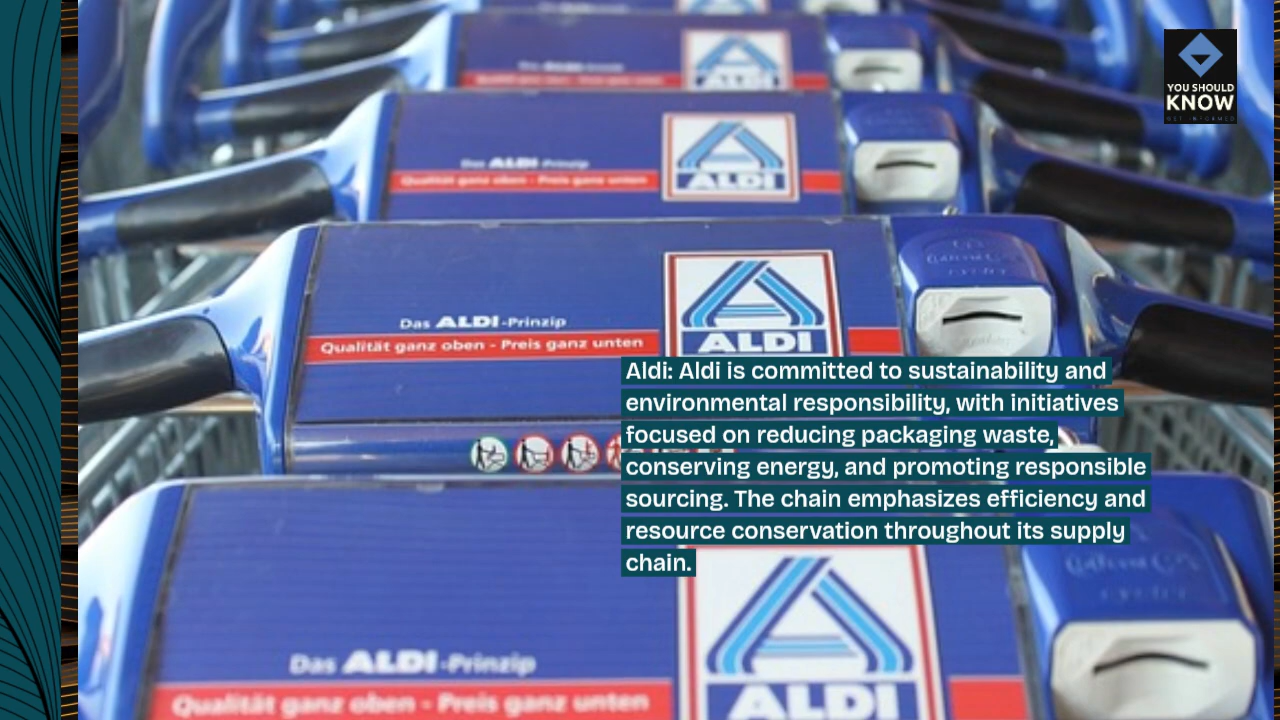 YOU SHOULD
KNOW
GET INFORMED
ALDI
Das ALDI-Prinzip
Qualität ganz oben - Preis ganz unten
ALDI
Das ALDI-Prinzip
Qualität ganz oben - Preis ganz unten
ALDI
Aldi: Aldi is committed to sustainability and
environmental responsibility, with initiatives
focused on reducing packaging waste,
conserving energy, and promoting responsible
sourcing. The chain emphasizes efficiency and
resource conservation throughout its supply
chain.
Das ALDI-Prinzip
Qualität ganz oben - Preis ganz unten
ALDI